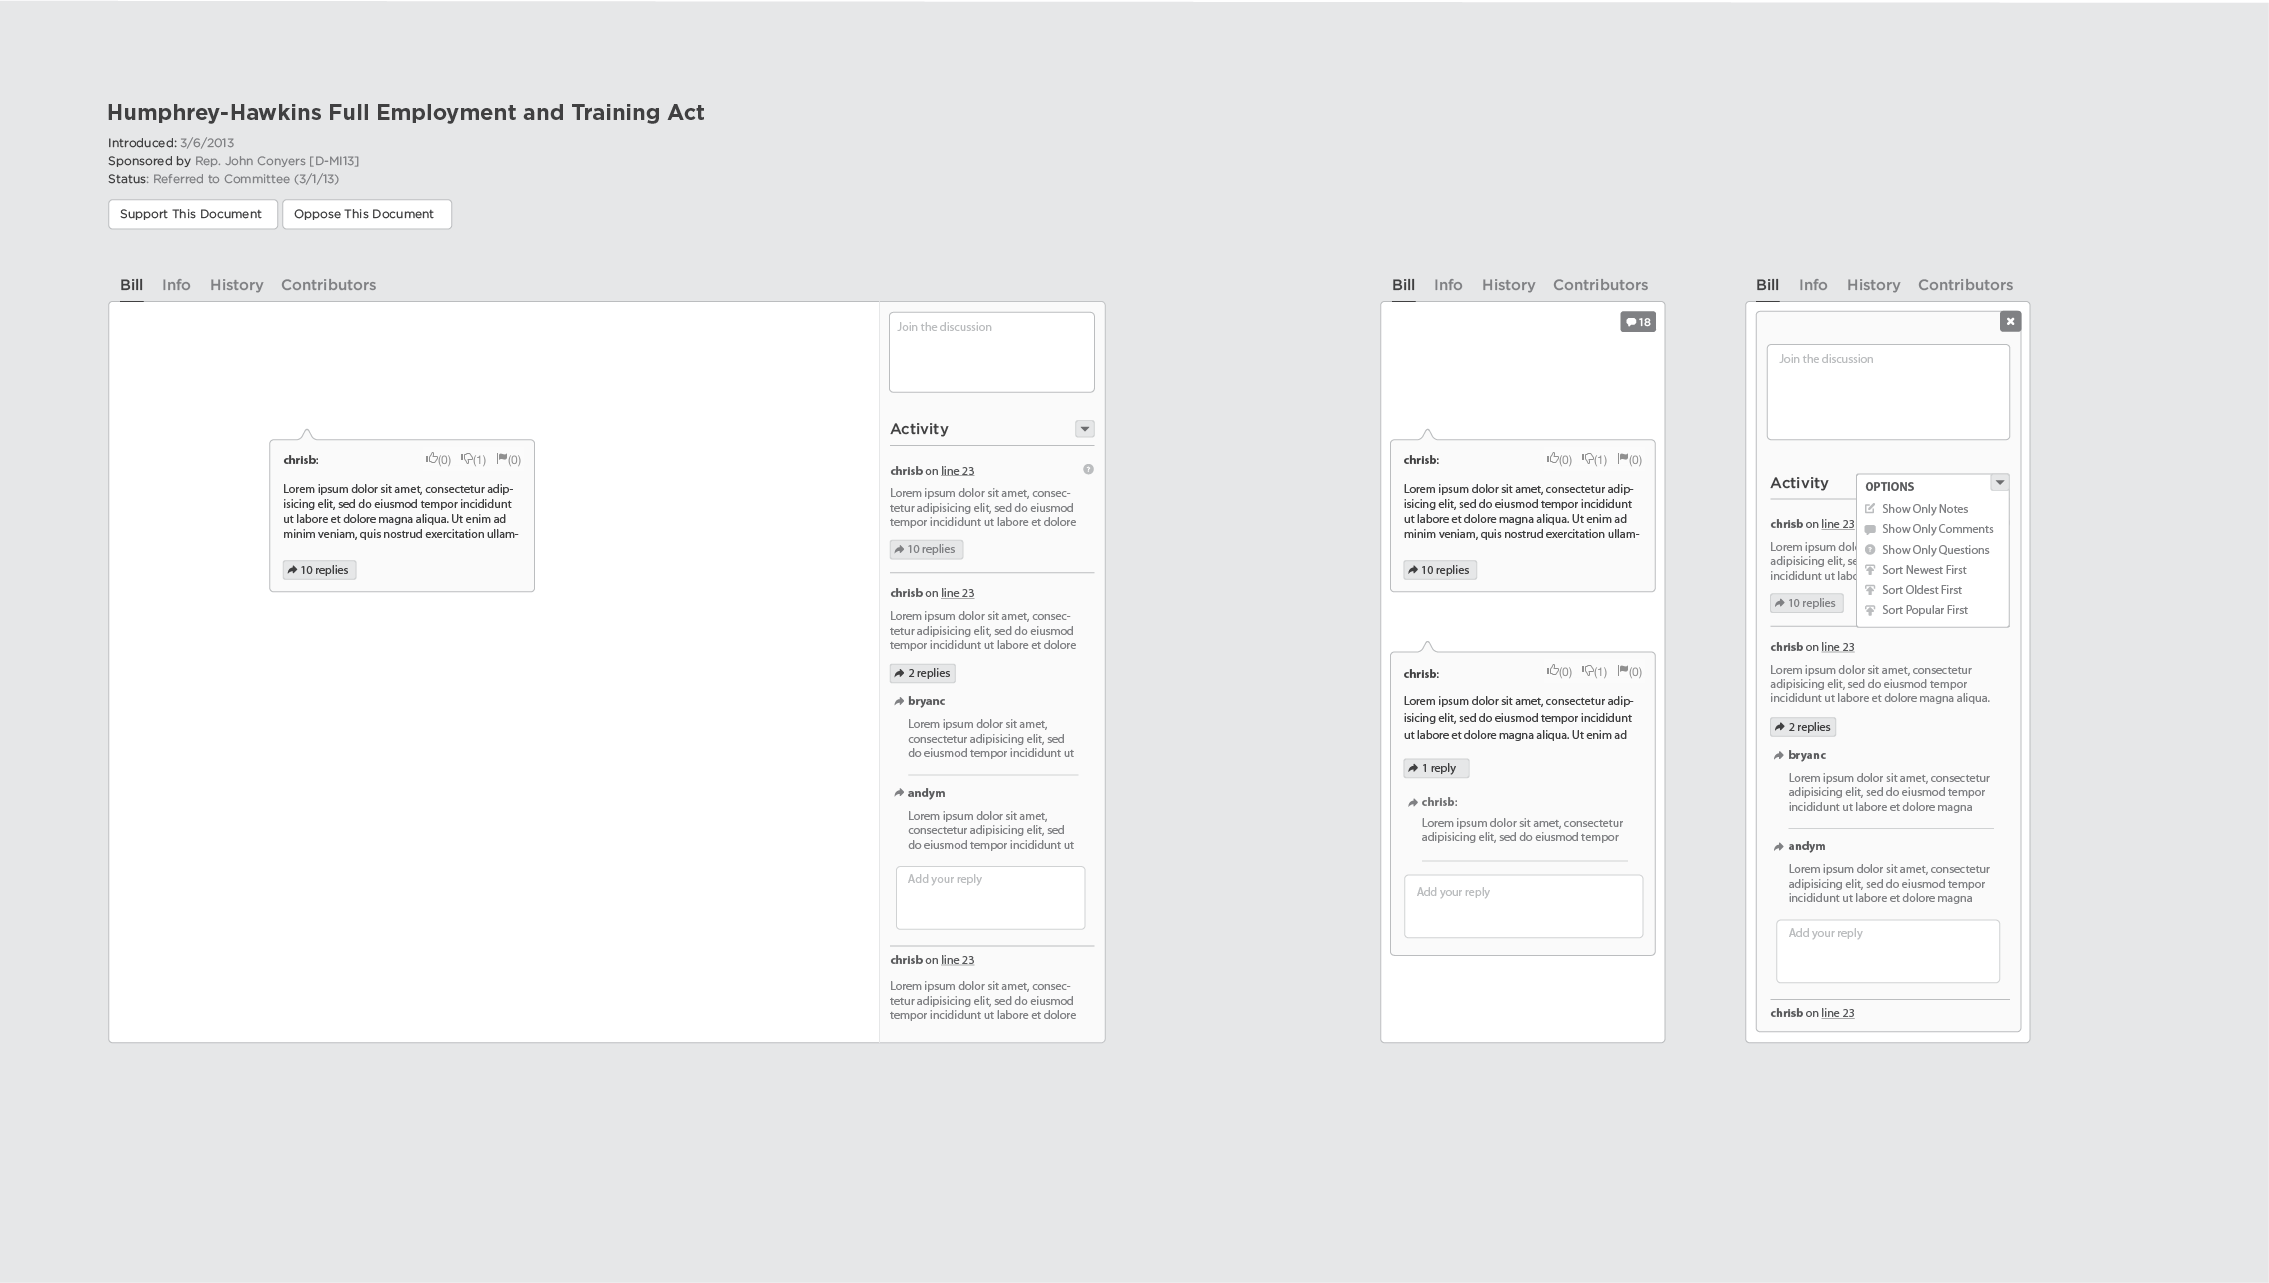 Humphrey-Hawkins Full Employment and Training Act
Introduced: 3/6/2013
Sponsored by Rep. John Conyers [D-MI13]
Status: Referred to Committee (3/1/13)
Support This Document
Oppose This Document
Bill Info History Contributors
chrisb:
(0) (1) (0)
Lorem ipsum dolor sit amet, consectetur adip-
isicing elit, sed do eiusmod tempor incididunt
ut labore et dolore magna aliqua. Ut enim ad
minim veniam, quis nostrud exercitation ullam-
10 replies
Join the discussion
Activity
chrisb on line 23
?
Lorem ipsum dolor sit amet, consec-
tetur adipisicing elit, sed do eiusmod
tempor incididunt ut labore et dolore
10 replies
chrisb on line 23
Lorem ipsum dolor sit amet, consec-
tetur adipisicing elit, sed do eiusmod
tempor incididunt ut labore et dolore
2 replies
bryanc
Lorem ipsum dolor sit amet,
consectetur adipisicing elit, sed
do eiusmod tempor incididunt ut
andym
Lorem ipsum dolor sit amet,
consectetur adipisicing elit, sed
do eiusmod tempor incididunt ut
Add your reply
chrisb on line 23
Lorem ipsum dolor sit amet, consec-
tetur adipisicing elit, sed do eiusmod
tempor incididunt ut labore et dolore
Bill Info History Contributors
18
chrisb:
(0) (1) (0)
Lorem ipsum dolor sit amet, consectetur adip-
isicing elit, sed do eiusmod tempor incididunt
ut labore et dolore magna aliqua. Ut enim ad
minim veniam, quis nostrud exercitation ullam-
10 replies
chrisb:
(0) (1) (0)
Lorem ipsum dolor sit amet, consectetur adip-
isicing elit, sed do eiusmod tempor incididunt
ut labore et dolore magna aliqua. Ut enim ad
1 reply
chrisb:
Lorem ipsum dolor sit amet, consectetur
adipisicing elit, sed do eiusmod tempor
Add your reply
Bill Info History Contributors
Join the discussion
Activity
OPTIONS
Show Only Notes
Show Only Comments
? Show Only Questions
Sort Newest First
Sort Oldest First
Sort Popular First
chrisb on line 23
Lorem ipsum
adipisicing elit,
incididunt ut
10 replies
chrisb on line 23
Lorem ipsum dolor sit amet, consectetur
adipisicing elit, sed do eiusmod tempor
incididunt ut labore et dolore magna aliqua.
2 replies
bryanc
Lorem ipsum dolor sit amet, consectetur
adipisicing elit, sed do eiusmod tempor
incididunt ut labore et dolore magna
andym
Lorem ipsum dolor sit amet, consectetur
adipisicing elit, sed do eiusmod tempor
incididunt ut labore et dolore magna
Add your reply
chrisb on line 23